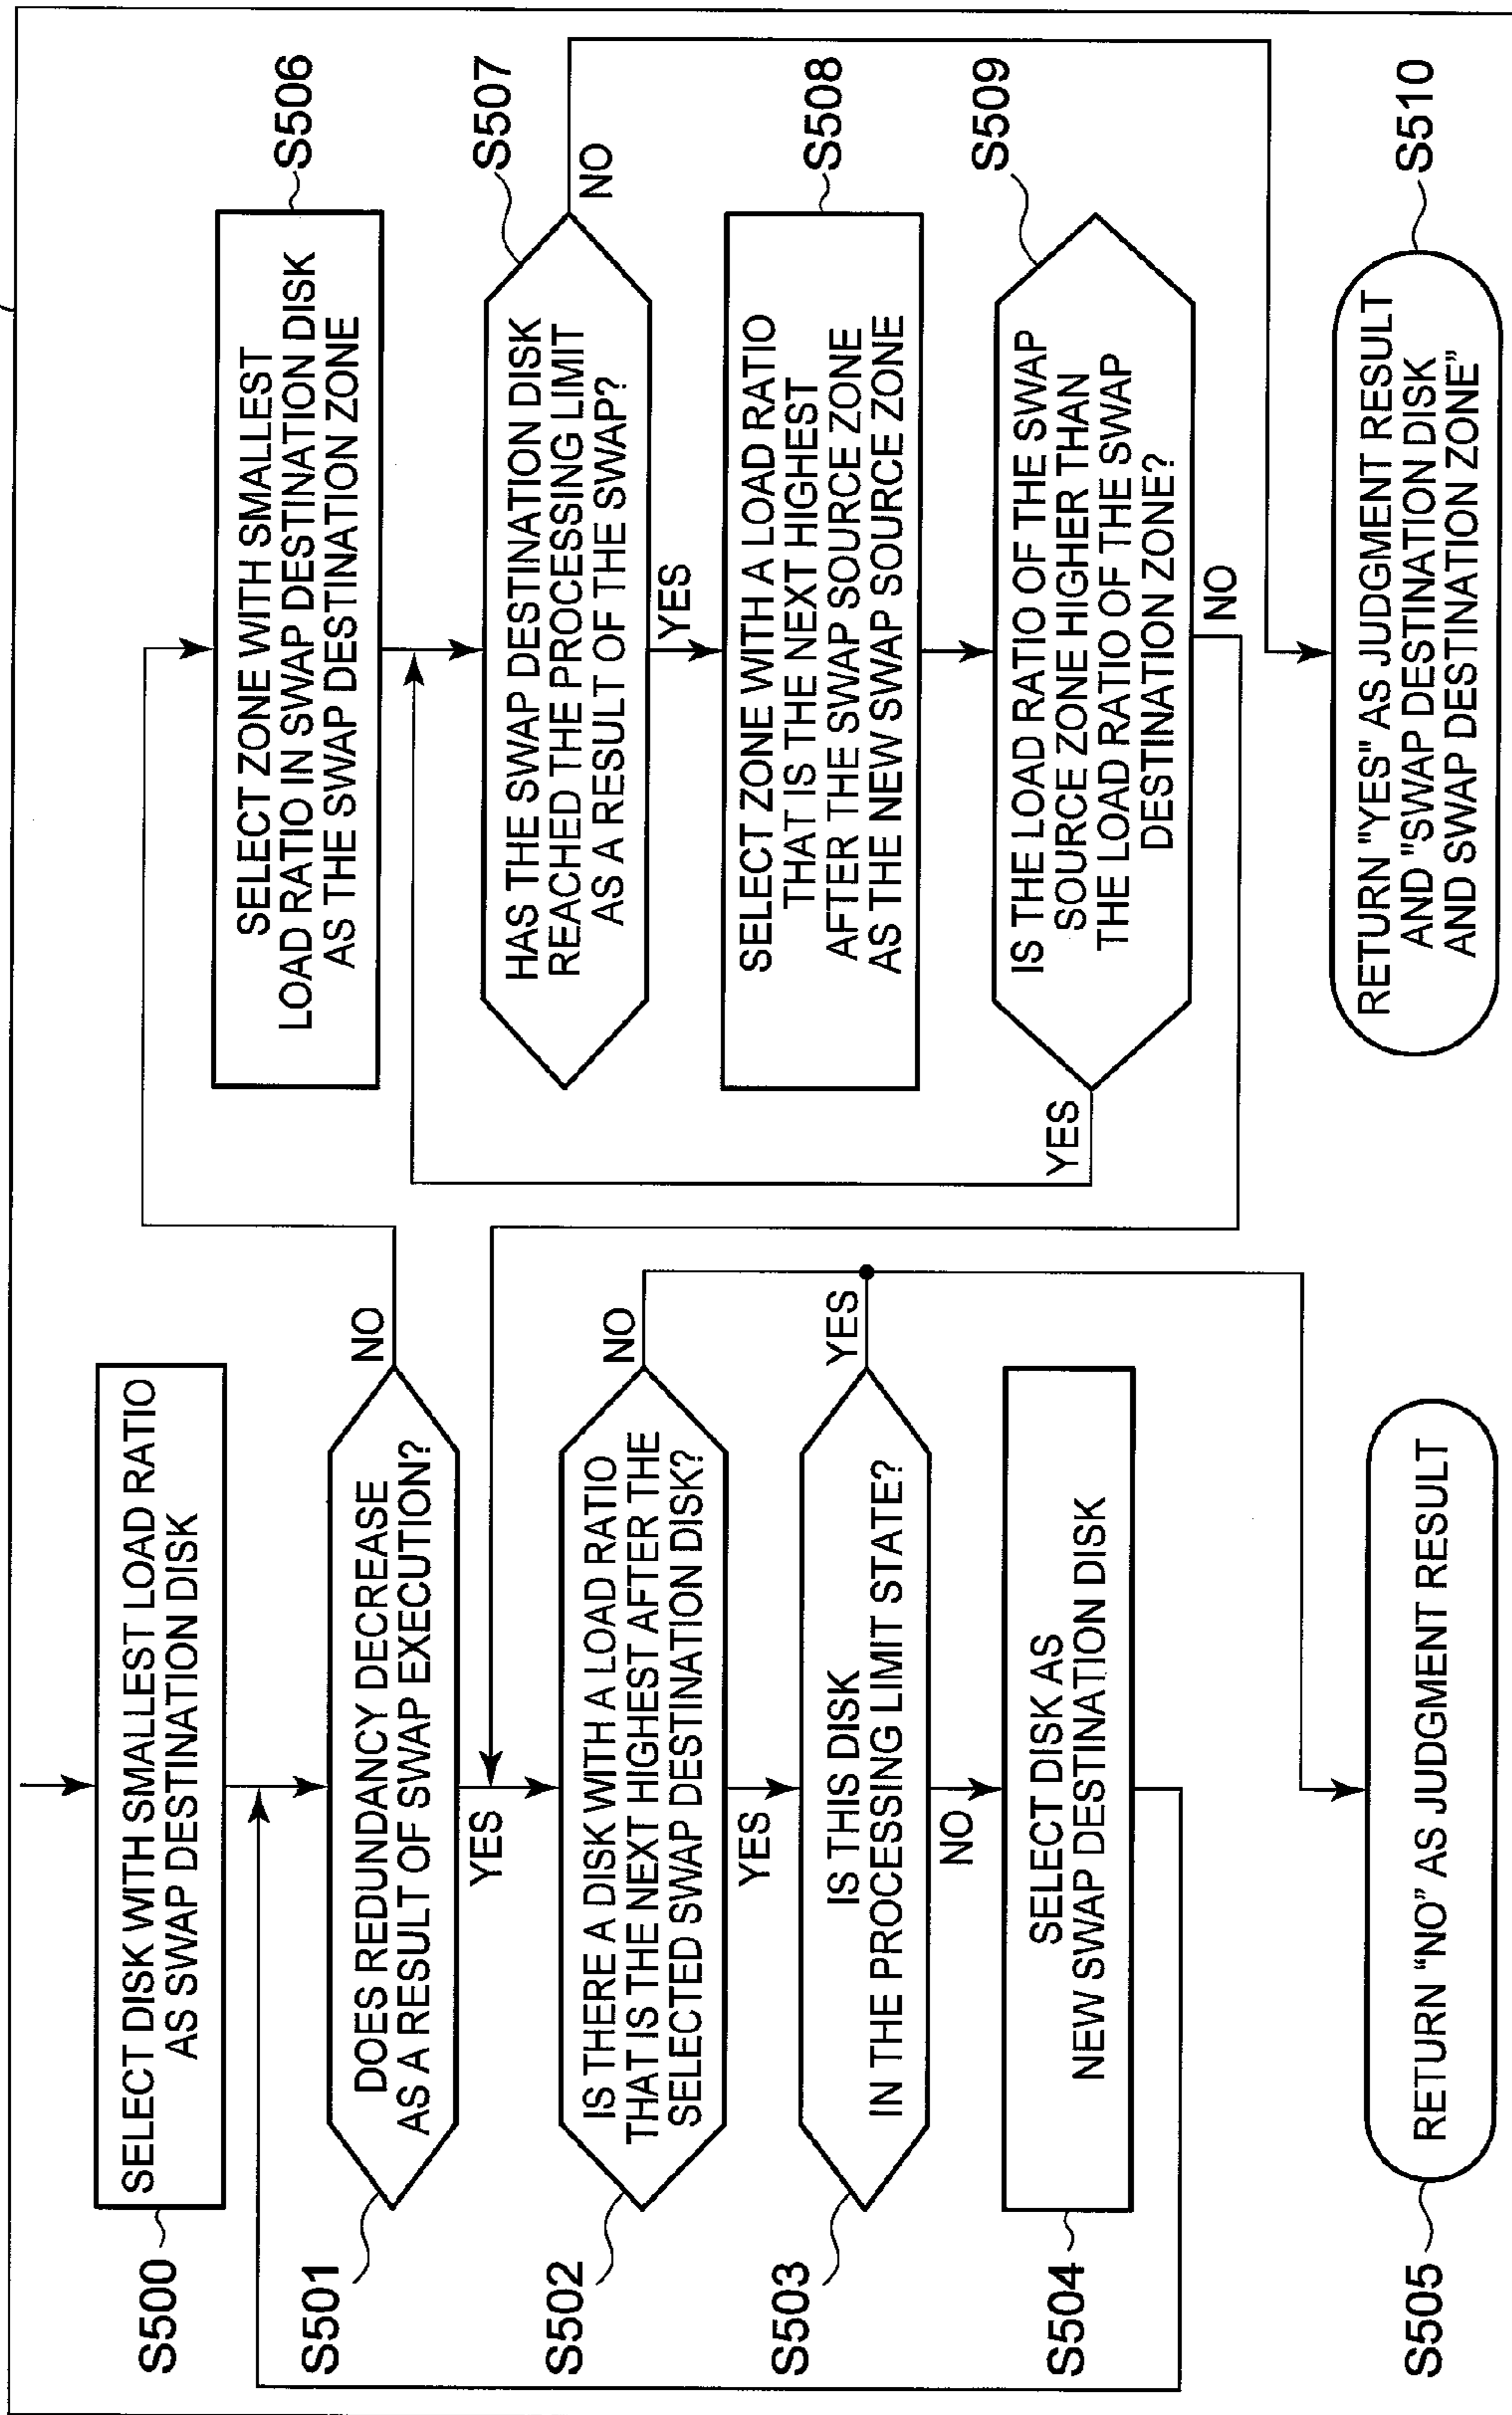 S500
SELECT DISK WITH SMALLEST LOAD RATIO
AS SWAP DESTINATION DISK
S501
DOES REDUNDANCY DECREASE
AS A RESULT OF SWAP EXECUTION?
NO
YES
S502
IS THERE A DISK WITH A LOAD RATIO
THAT IS THE NEXT HIGHEST AFTER THE
SELECTED SWAP DESTINATION DISK?
NO
YES
S503
IS THIS DISK
IN THE PROCESSING LIMIT STATE?
YES
NO
S504
SELECT DISK AS
NEW SWAP DESTINATION DISK
S505
RETURN "NO" AS JUDGMENT RESULT
S506
SELECT ZONE WITH SMALLEST
LOAD RATIO IN SWAP DESTINATION DISK
AS THE SWAP DESTINATION ZONE
S507
HAS THE SWAP DESTINATION DISK
REACHED THE PROCESSING LIMIT
AS A RESULT OF THE SWAP?
NO
YES
S508
SELECT ZONE WITH A LOAD RATIO
THAT IS THE NEXT HIGHEST
AFTER THE SWAP SOURCE ZONE
AS THE NEW SWAP SOURCE ZONE
S509
IS THE LOAD RATIO OF THE SWAP
SOURCE ZONE HIGHER THAN
THE LOAD RATIO OF THE SWAP
DESTINATION ZONE?
YES
NO
S510
RETURN "YES" AS JUDGMENT RESULT
AND "SWAP DESTINATION DISK
AND SWAP DESTINATION ZONE"